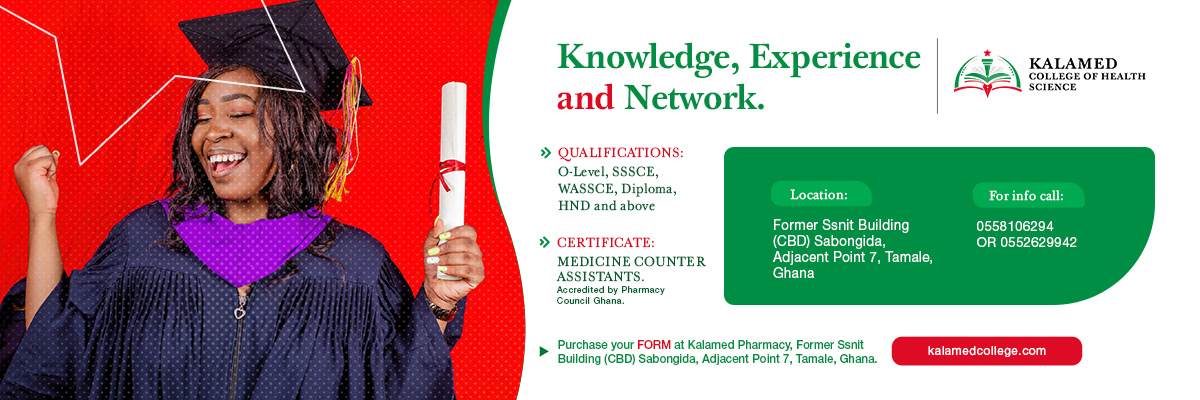 Knowledge, Experience
and Network.
KALAMED
COLLEGE OF HEALTH
SCIENCE
QUALIFICATIONS:
O-Level, SSSCE,
WASSCE, Diploma,
HND and above
CERTIFICATE:
MEDICINE COUNTER
ASSISTANTS.
Accredited by Pharmacy
Council Ghana.
Location:
Former Ssnit Building
(CBD) Sabongida,
Adjacent Point 7, Tamale,
Ghana
For info call:
0558106294
OR 0552629942
Purchase your FORM at Kalamed Pharmacy, Former Ssnit
Building (CBD) Sabongida, Adjacent Point 7, Tamale, Ghana.
kalamedcollege.com